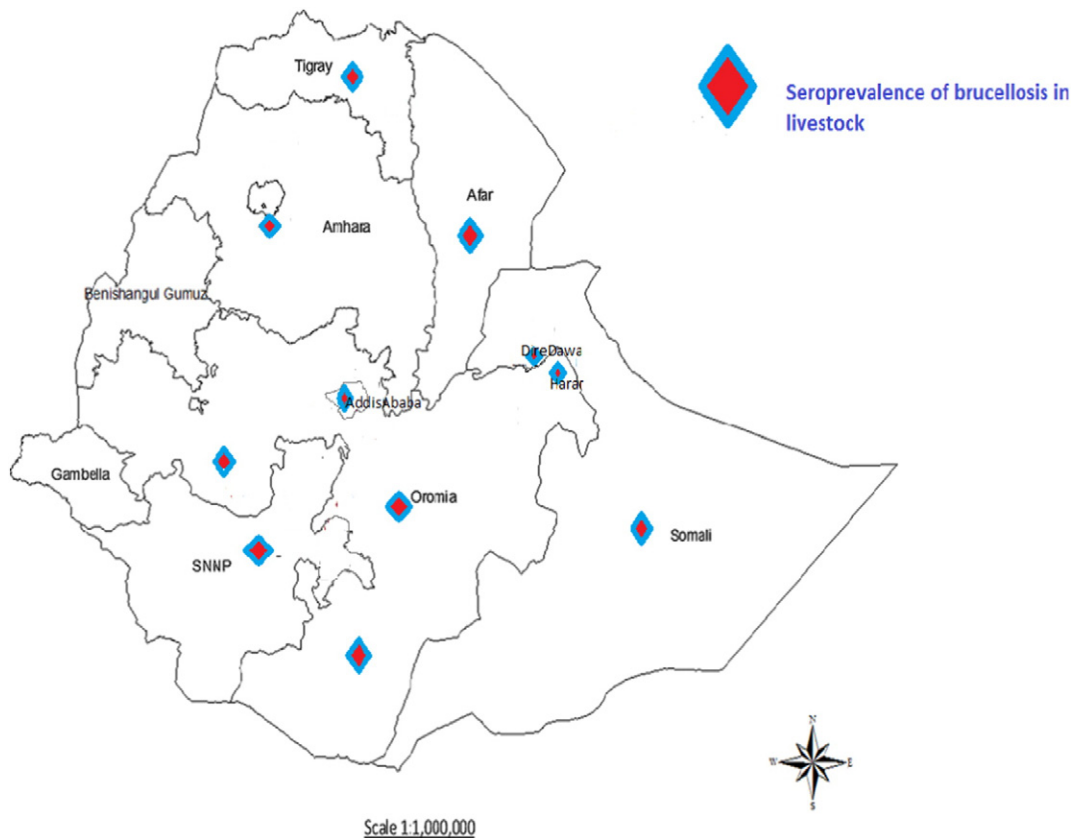 Tigray
Seroprevalence of brucellosis in
livestock
Afar
Amhara
Benishangul Gumuz
DireDawa
Harar
AddisAbaba
Gambella
Oromia
Somali
SNNP
N
W
E
S
Scale 1:1,000,000